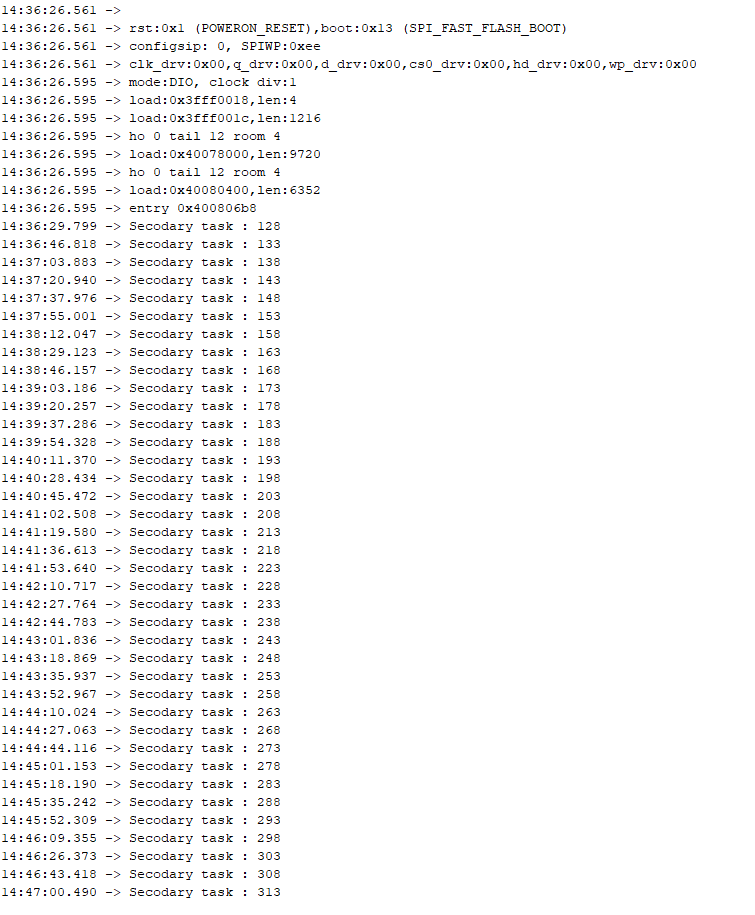 14:36:26.561 ->
14:36:26.561 -> rst:0x1 (POWERON_RESET),boot:0x13 (SPI_FAST_FLASH_BOOT)
14:36:26.561 -> configsip: 0, SPIWP:0xee
14:36:26.561 -> clk_drv:0x00,q_drv:0x00,d_drv:0x00,cs0_drv:0x00,hd_drv:0x00,wp_drv:0x00
14:36:26.595 -> mode:DIO, clock div:1
14:36:26.595 -> load:0x3fff0018,len:4
14:36:26.595 -> load:0x3fff001c,len:1216
14:36:26.595 -> ho 0 tail 12 room 4
14:36:26.595 -> load:0x40078000,len:9720
14:36:26.595 -> ho 0 tail 12 room 4
14:36:26.595 -> load:0x40080400,len:6352
14:36:26.595 -> entry 0x400806b8
14:36:29.799 -> Secodary task : 128
14:36:46.818 -> Secodary task : 133
14:37:03.883 -> Secodary task : 138
14:37:20.940 -> Secodary task : 143
14:37:37.976 -> Secodary task : 148
14:37:55.001 -> Secodary task : 153
14:38:12.047 -> Secodary task : 158
14:38:29.123 -> Secodary task : 163
14:38:46.157 -> Secodary task : 168
14:39:03.186 -> Secodary task : 173
14:39:20.257 -> Secodary task : 178
14:39:37.286 -> Secodary task : 183
14:39:54.328 -> Secodary task : 188
14:40:11.370 -> Secodary task : 193
14:40:28.434 -> Secodary task : 198
14:40:45.472 -> Secodary task : 203
14:41:02.508 -> Secodary task : 208
14:41:19.580 -> Secodary task : 213
14:41:36.613 -> Secodary task : 218
14:41:53.640 -> Secodary task : 223
14:42:10.717 -> Secodary task : 228
14:42:27.764 -> Secodary task : 233
14:42:44.783 -> Secodary task : 238
14:43:01.836 -> Secodary task : 243
14:43:18.869 -> Secodary task : 248
14:43:35.937 -> Secodary task : 253
14:43:52.967 -> Secodary task : 258
14:44:10.024 -> Secodary task : 263
14:44:27.063 -> Secodary task : 268
14:44:44.116 -> Secodary task : 273
14:45:01.153 -> Secodary task : 278
14:45:18.190 -> Secodary task : 283
14:45:35.242 -> Secodary task : 288
14:45:52.309 -> Secodary task : 293
14:46:09.355 -> Secodary task : 298
14:46:26.373 -> Secodary task : 303
14:46:43.418 -> Secodary task : 308
14:47:00.490 -> Secodary task : 313